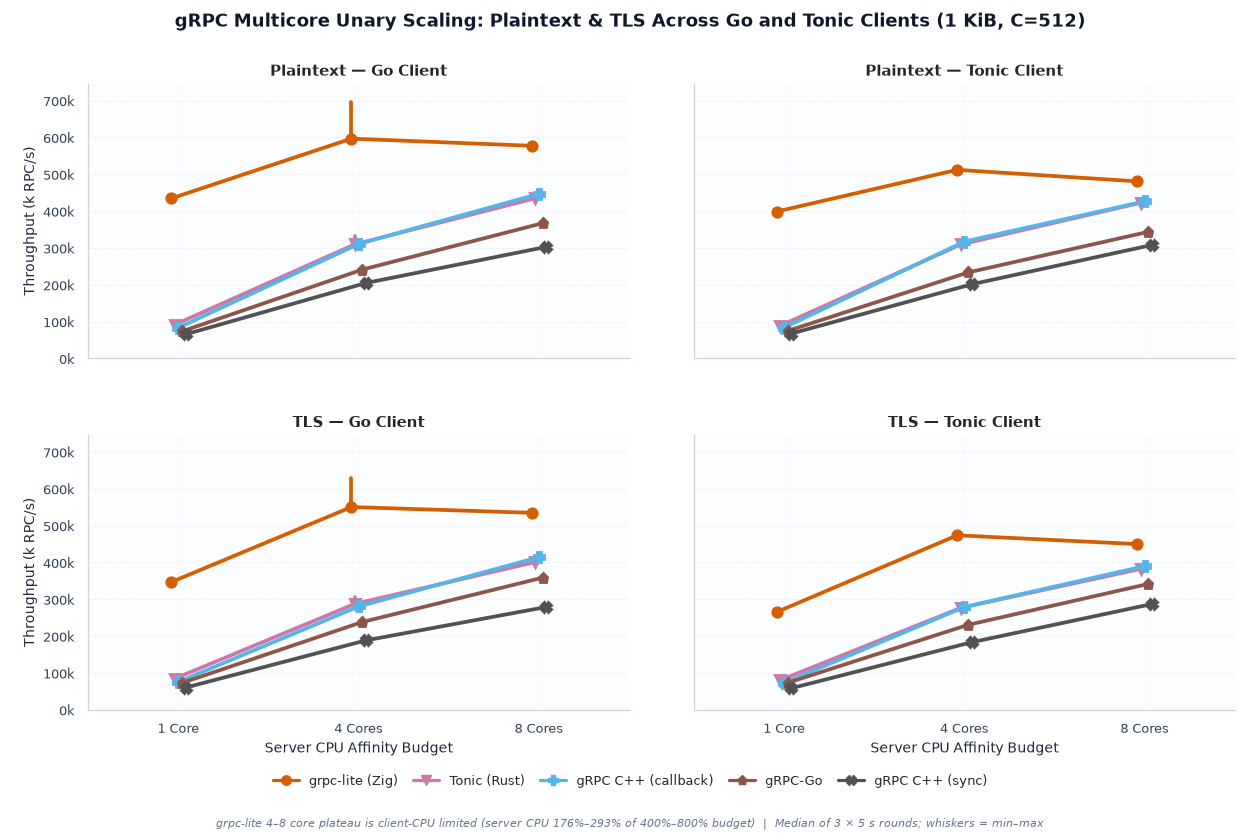 gRPC Multicore Unary Scaling: Plaintext & TLS Across Go and Tonic Clients (1 KiB, C=512)
Plaintext — Go Client
Plaintext — Tonic Client
Throughput (k RPC/s)
700k
600k
500k
400k
300k
200k
100k
0k
TLS — Go Client
TLS — Tonic Client
Throughput (k RPC/s)
700k
600k
500k
400k
300k
200k
100k
0k
1 Core 4 Cores 8 Cores
1 Core 4 Cores 8 Cores
Server CPU Affinity Budget
Server CPU Affinity Budget
grpc-lite (Zig) Tonic (Rust) gRPC C++ (callback) gRPC-Go gRPC C++ (sync)
grpc-lite 4–8 core plateau is client-CPU limited (server CPU 176%–293% of 400%–800% budget) | Median of 3 × 5 s rounds; whiskers = min–max